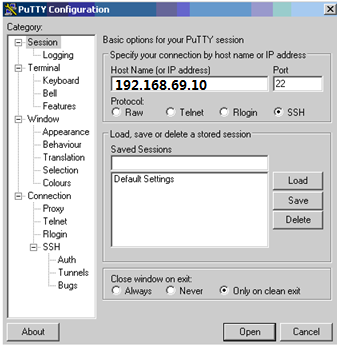 PuTTY Configuration
Category:
Session
Logging
Terminal
Keyboard
Bell
Features
Window
Appearance
Behaviour
Translation
Selection
Colours
Connection
Proxy
Telnet
Rlogin
SSH
Auth
Tunnels
Bugs
Basic options for your PuTTY session
Specify your connection by host name or IP address
Host Name (or IP address) Port
192.168.69.10 22
Protocol:
Raw Telnet Rlogin SSH
Load, save or delete a stored session
Saved Sessions
Default Settings
Load
Save
Delete
Close window on exit:
Always Never Only on clean exit
About Open Cancel